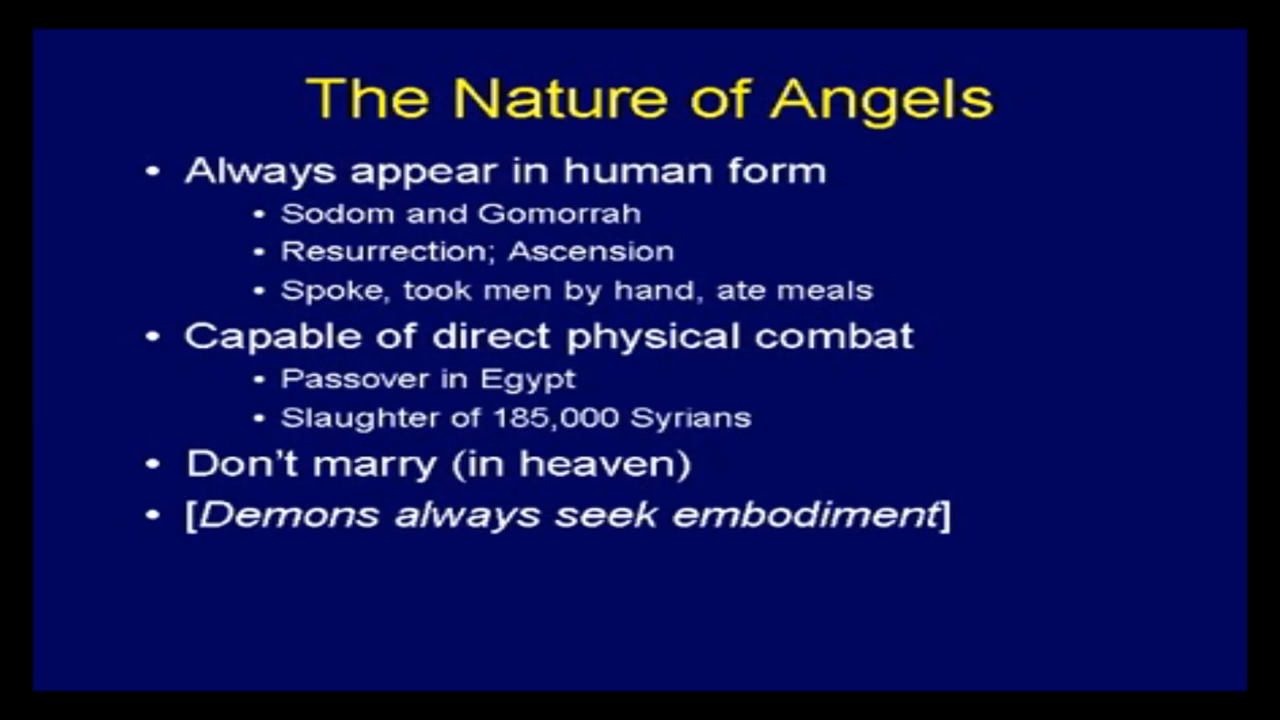 The Nature of Angels
• Always appear in human form
• Sodom and Gomorrah
• Resurrection; Ascension
• Spoke, took men by hand, ate meals
• Capable of direct physical combat
• Passover in Egypt
• Slaughter of 185,000 Syrians
• Don't marry (in heaven)
• [Demons always seek embodiment]